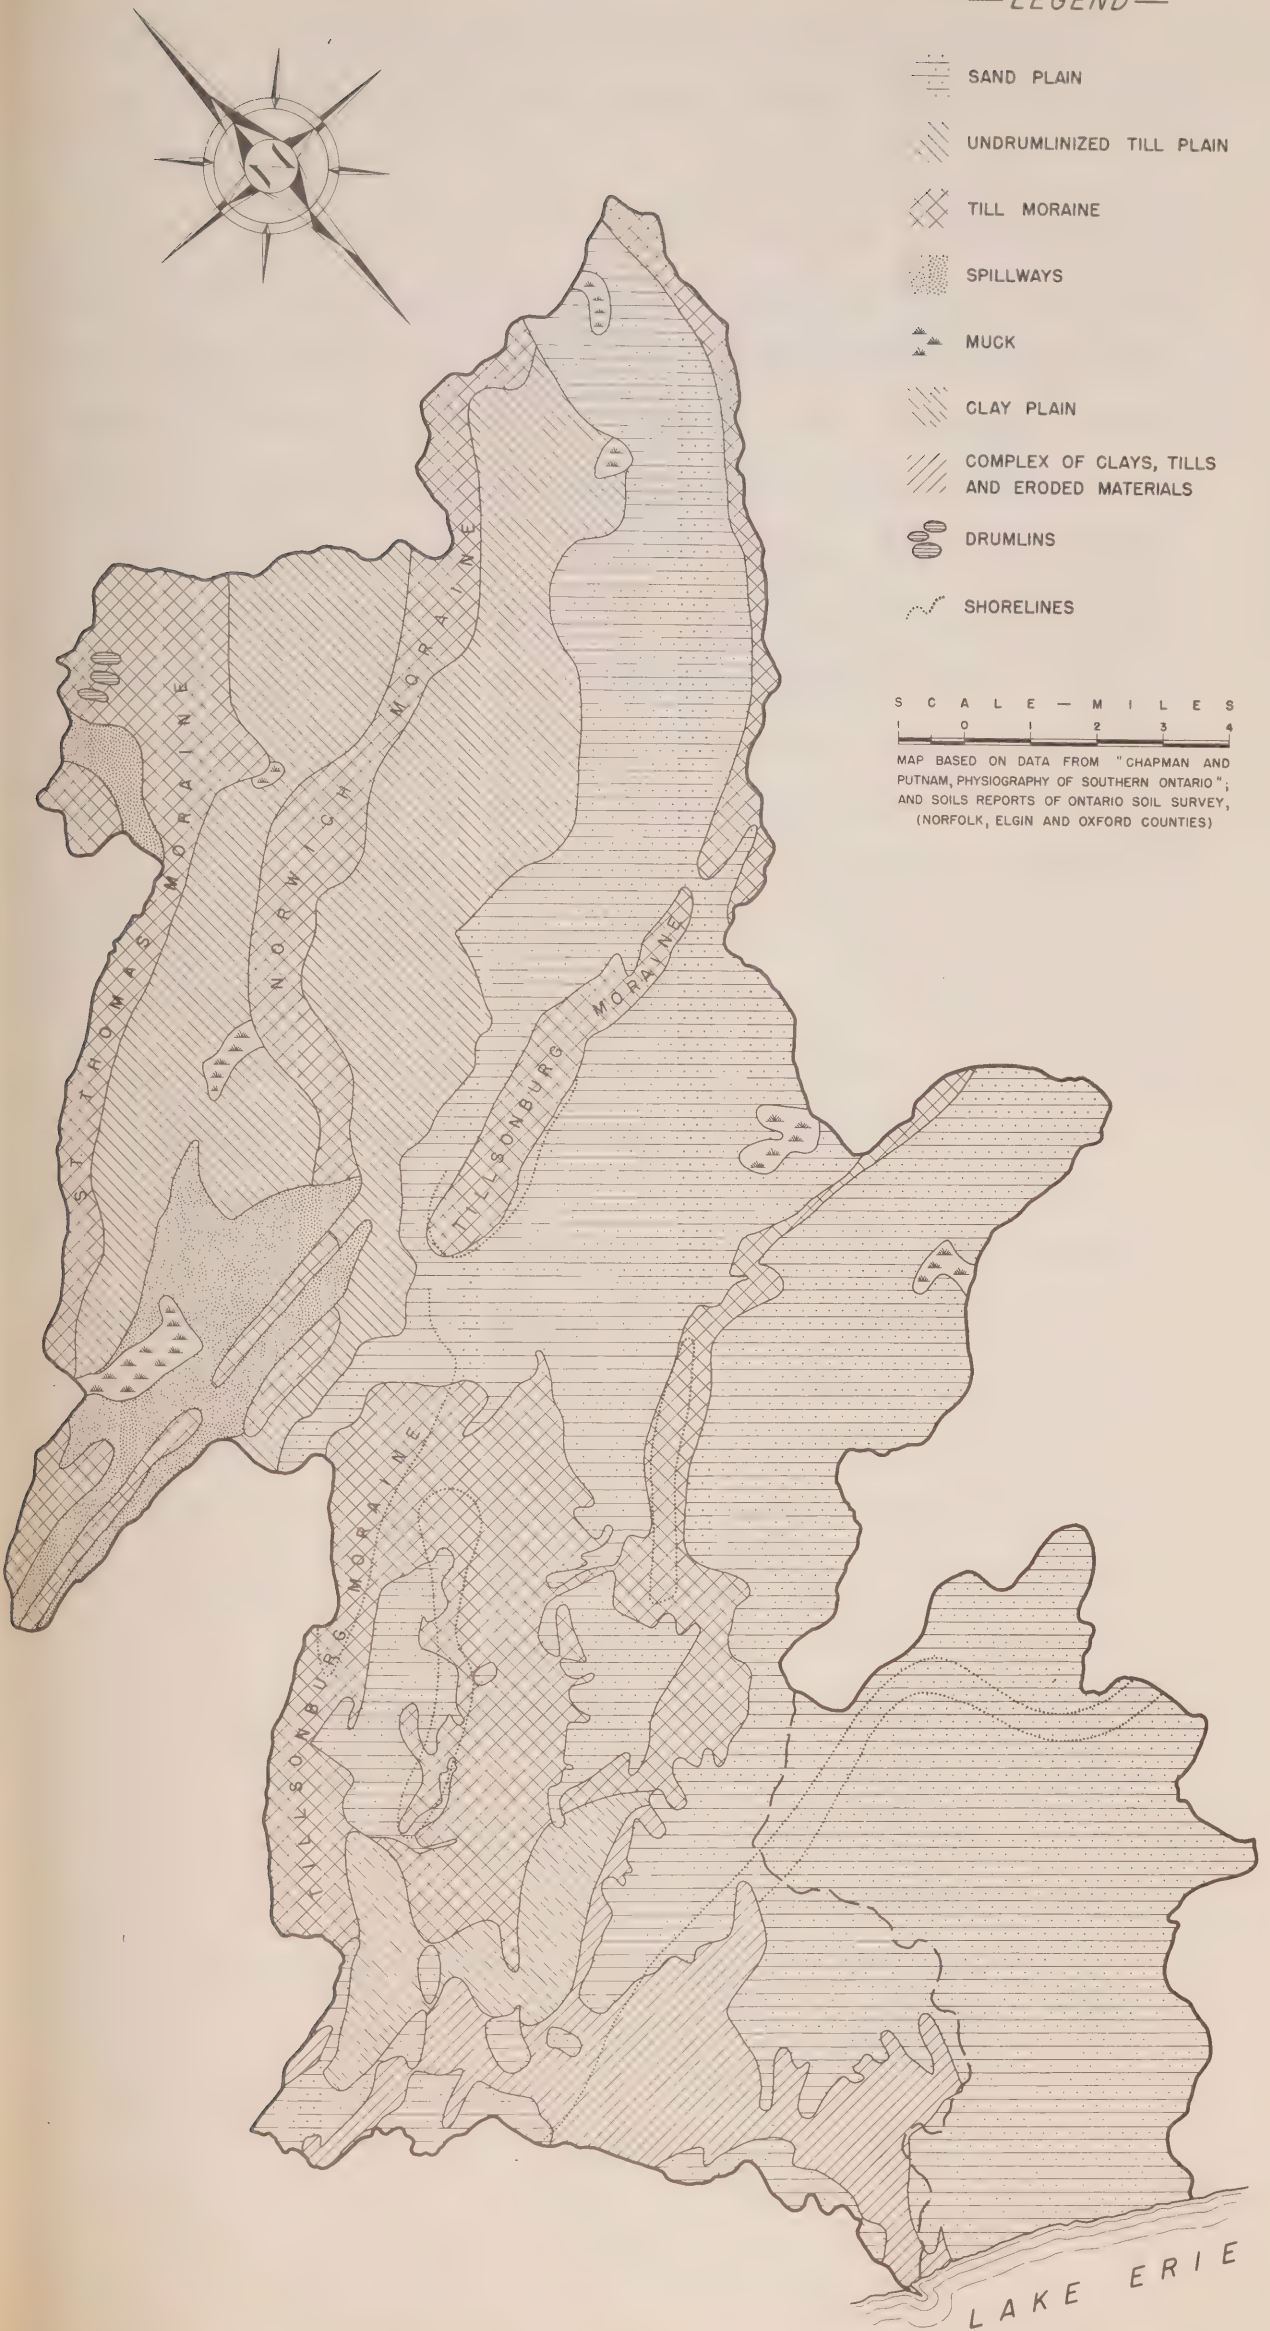 — LEGEND —
SAND PLAIN
UNDRUMLINIZED TILL PLAIN
TILL MORAINE
SPILLWAYS
MUCK
CLAY PLAIN
COMPLEX OF CLAYS, TILLS
AND ERODED MATERIALS
DRUMLINS
SHORELINES
SCALE — MILES
1 0 1 2 3 4
MAP BASED ON DATA FROM "CHAPMAN AND
PUTNAM, PHYSIOGRAPHY OF SOUTHERN ONTARIO";
AND SOILS REPORTS OF ONTARIO SOIL SURVEY,
(NORFOLK, ELGIN AND OXFORD COUNTIES)
N
ST THOMAS MORAINE
NORWICH MORAINE
TILLSONBURG MORAINE
TILLSONBURG MORAINE
LAKE ERIE